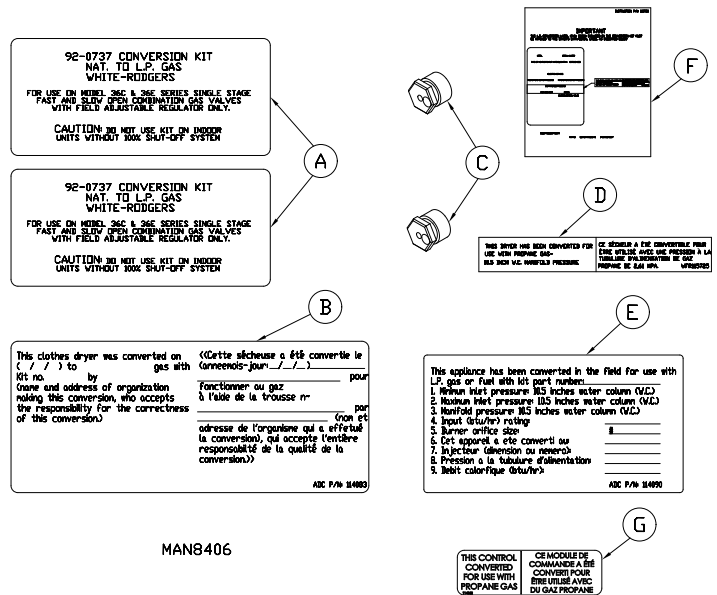 92-0737 CONVERSION KIT
NAT. TO L.P. GAS
WHITE-RODGERS
FOR USE ON MODEL 36C & 36E SERIES SINGLE STAGE
FAST AND SLOW OPEN COMBINATION GAS VALVES
WITH FIELD ADJUSTABLE REGULATOR ONLY.
CAUTION: DO NOT USE KIT ON INDOOR
UNITS WITHOUT 100% SHUT-OFF SYSTEM
A
92-0737 CONVERSION KIT
NAT. TO L.P. GAS
WHITE-RODGERS
FOR USE ON MODEL 36C & 36E SERIES SINGLE STAGE
FAST AND SLOW OPEN COMBINATION GAS VALVES
WITH FIELD ADJUSTABLE REGULATOR ONLY.
CAUTION: DO NOT USE KIT ON INDOOR
UNITS WITHOUT 100% SHUT-OFF SYSTEM
C
IMPORTANT
F
D
THIS DRYER HAS BEEN CONVERTED FOR
USE WITH PROPANE GAS-
10.5 INCH W.C. MANIFOLD PRESSURE
CE SÉCHEUR A ÉTÉ CONVERTIBLE POUR
ÊTRE UTILISÉ AVEC UNE PRESSION À LA
TUBULURE D'ALIMENTATION DE GAZ
PROPANE DE 2,61 KPA.
B
This clothes dryer was converted on
( / / ) to gas with
Kit no. by
(name and address of organization
making this conversion, who accepts
the responsibility for the correctness
of this conversion.)
((Cette sécheuse a été convertie le
(anneemois-jour: / / )
pour
fonctionner au gaz
à l'aide de la trousse n-
par
(nom et
adresse de l'organisme qui a effetué
la conversion), qui accepte l'entière
responsabilté de la qualité de la
conversion.))
ADC P/N: 114083
E
This appliance has been converted in the field for use with
L.P. gas or fuel with kit part number:
1. Minimum inlet pressure: 10.5 inches water column (W.C.)
2. Maximum inlet pressure: 10.5 inches water column (W.C.)
3. Manifold pressure: 10.5 inches water column (W.C.)
4. Input (btu/hr) rating:
5. Burner orifice size: #
6. Cet appareil a ete converti au:
7. Injecteur (dimension ou numero):
8. Pression a la tubulure d'alimentation:
9. Debit calorfique (btu/hr):
ADC P/N: 114090
G
THIS CONTROL
CONVERTED
FOR USE WITH
PROPANE GAS
CE MODULE DE
COMMANDE A ÉTÉ
CONVERTI POUR
ÊTRE UTILISÉ AVEC
DU GAZ PROPANE
MAN8406